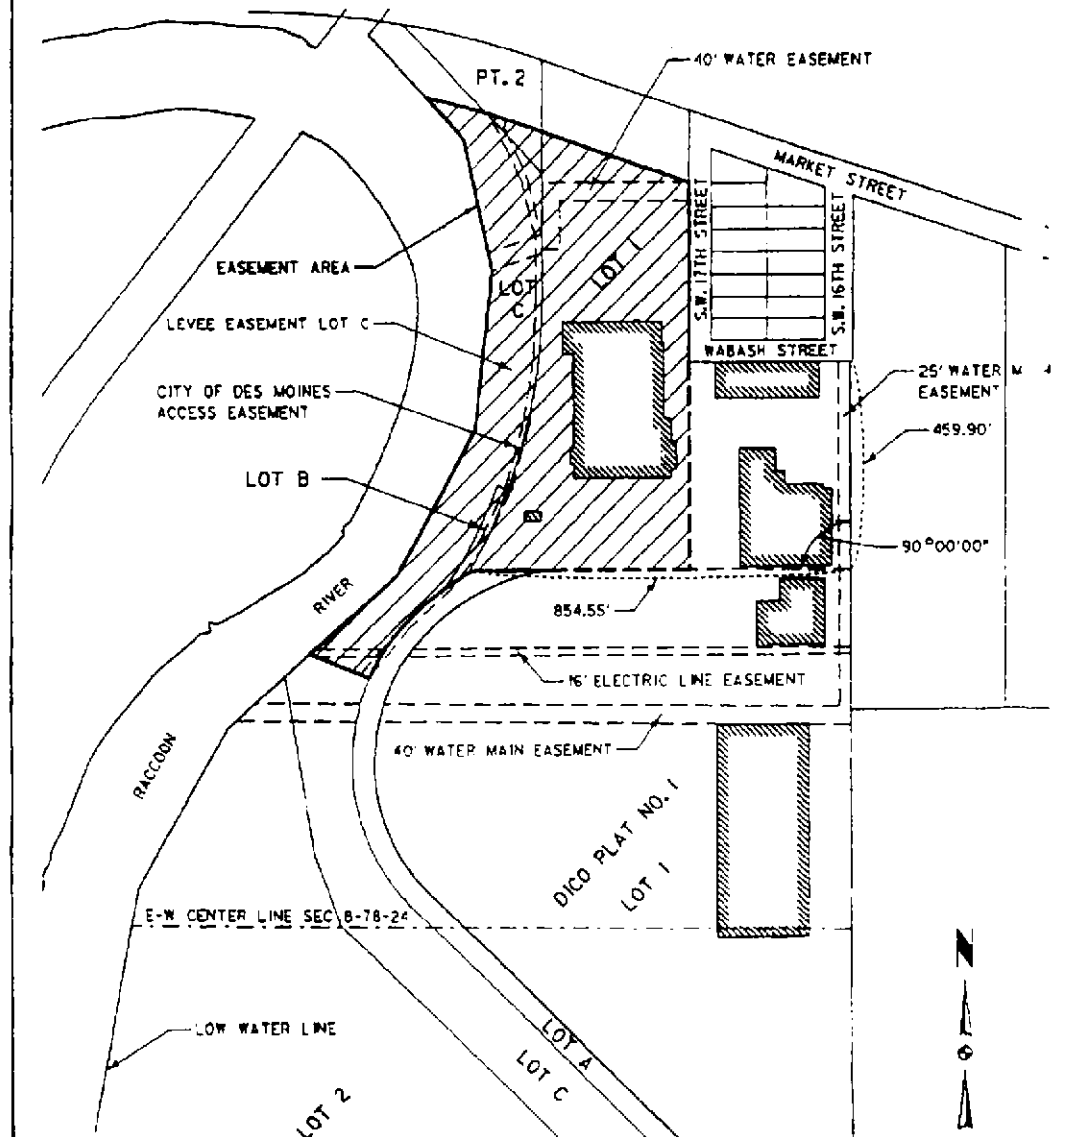 PT. 2
40' WATER EASEMENT
MARKET STREET
S.W. 17TH STREET
S.W. 16TH STREET
EASEMENT AREA
LOT 1
LOT
C
LEVEE EASEMENT LOT C
WABASH STREET
25' WATER
EASEMENT
CITY OF DES MOINES
ACCESS EASEMENT
459.90'
LOT B
90°00'00"
RIVER
854.55'
16' ELECTRIC LINE EASEMENT
RACCOON
40' WATER MAIN EASEMENT
DICO PLAT NO. 1
LOT 1
E-W CENTER LINE SEC 8-78-24
N
LOW WATER LINE
LOT A
LOT C
LOT 2